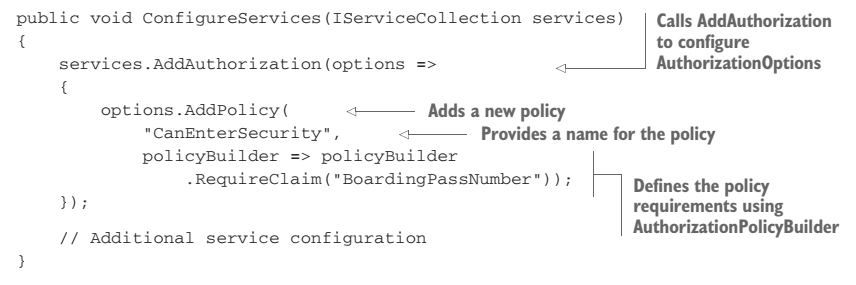 public void ConfigureServices(IServiceCollection services)
Calls AddAuthorization
to configure
AuthorizationOptions
{
services.AddAuthorization(options =>
{
options.AddPolicy(
Adds a new policy
"CanEnterSecurity",
Provides a name for the policy
policyBuilder => policyBuilder
.RequireClaim("BoardingPassNumber"));
Defines the policy
requirements using
AuthorizationPolicyBuilder
});
// Additional service configuration
}